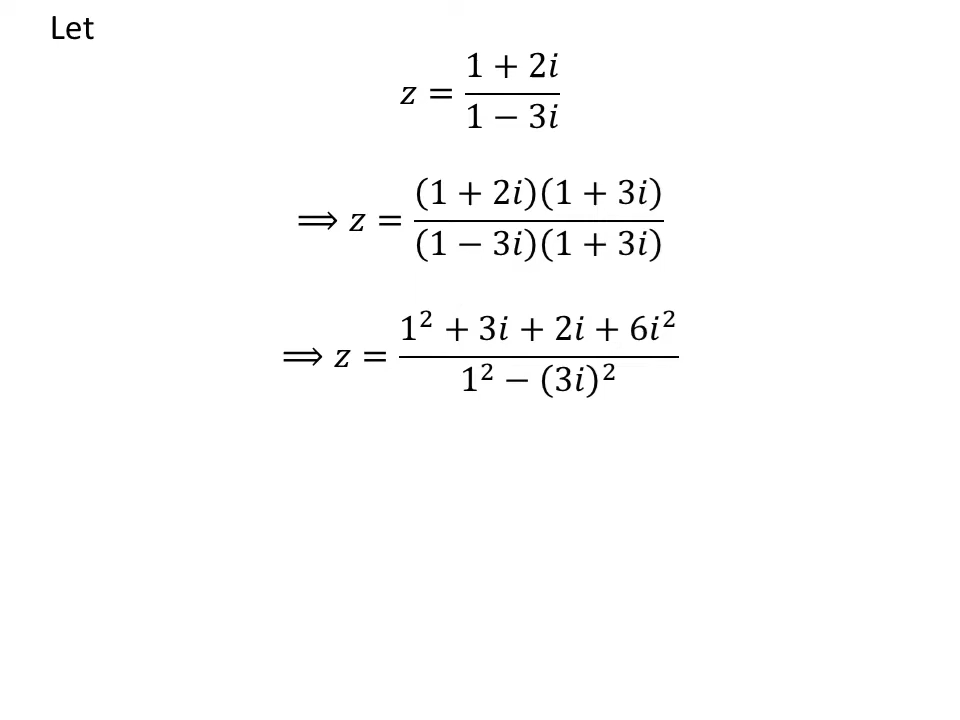 Let
𝑧 = (1 + 2𝑖)/(1 − 3𝑖)
⟹ 𝑧 = ((1 + 2𝑖)(1 + 3𝑖))/((1 − 3𝑖)(1 + 3𝑖))
⟹ 𝑧 = (1² + 3𝑖 + 2𝑖 + 6𝑖²)/(1² − (3𝑖)²)